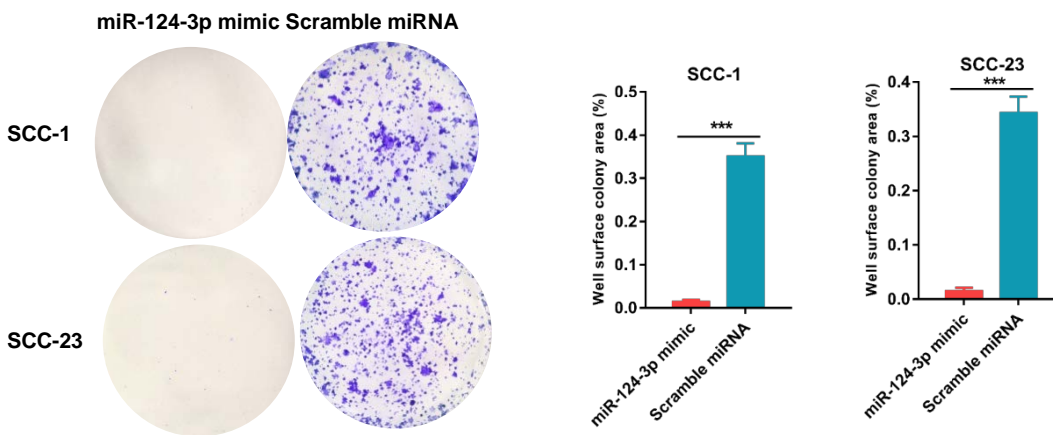 miR-124-3p mimic Scramble miRNA
SCC-1
SCC-23
SCC-1
***
Well surface colony area (%)
0.5
0.4
0.3
0.2
0.1
0.0
miR-124-3p mimic
Scramble miRNA
SCC-23
***
Well surface colony area (%)
0.4
0.3
0.2
0.1
0.0
miR-124-3p mimic
Scramble miRNA